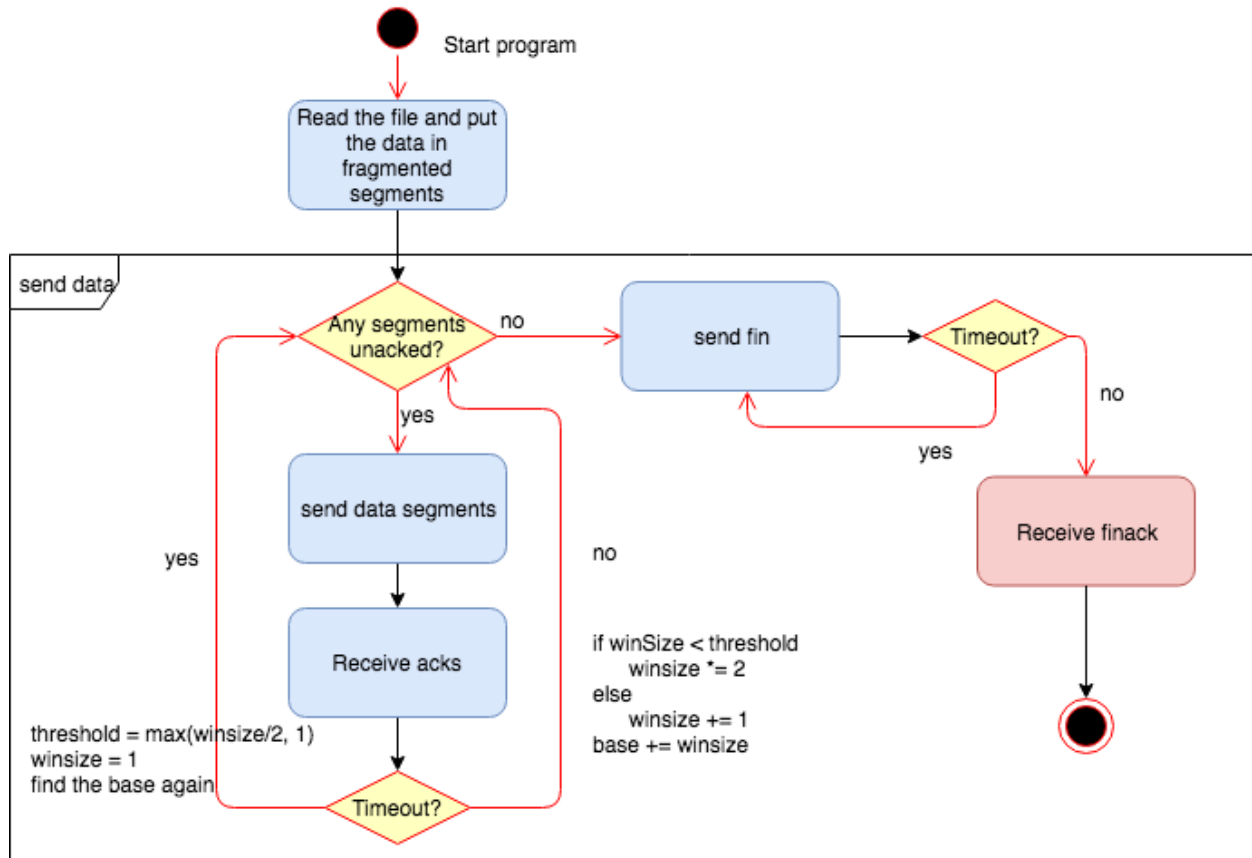 Start program
Read the file and put
the data in
fragmented
segments
send data
Any segments
unacked?
no
send fin
Timeout?
no
yes
yes
send data segments
Receive finack
yes
no
Receive acks
if winSize < threshold
winsize *= 2
else
winsize += 1
base += winsize
threshold = max(winsize/2, 1)
winsize = 1
find the base again
Timeout?